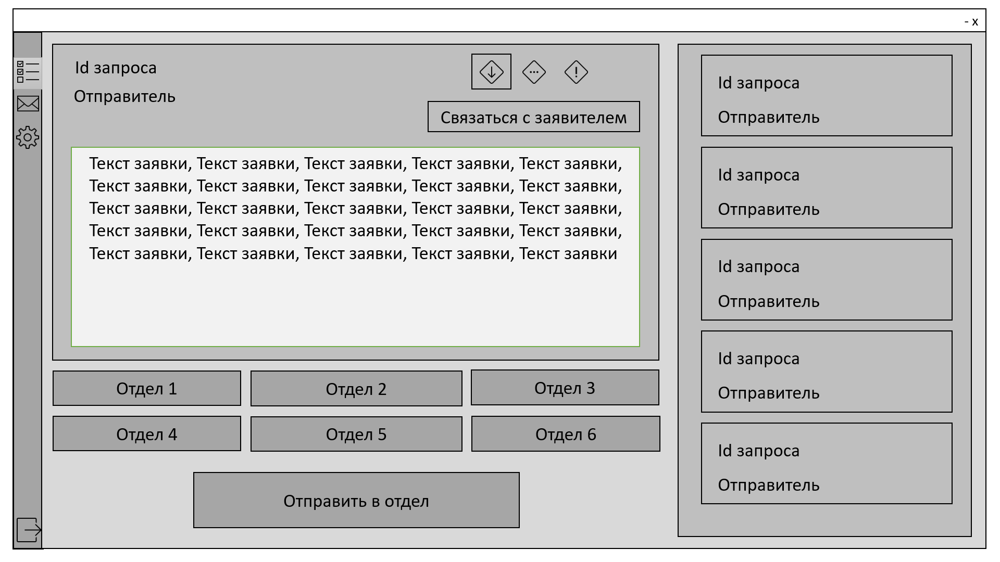 - x
Id запроса
Отправитель
Связаться с заявителем
Текст заявки, Текст заявки, Текст заявки, Текст заявки, Текст заявки,
Текст заявки, Текст заявки, Текст заявки, Текст заявки, Текст заявки,
Текст заявки, Текст заявки, Текст заявки, Текст заявки, Текст заявки,
Текст заявки, Текст заявки, Текст заявки, Текст заявки, Текст заявки,
Текст заявки, Текст заявки, Текст заявки, Текст заявки, Текст заявки
Отдел 1
Отдел 2
Отдел 3
Отдел 4
Отдел 5
Отдел 6
Отправить в отдел
Id запроса
Отправитель
Id запроса
Отправитель
Id запроса
Отправитель
Id запроса
Отправитель
Id запроса
Отправитель